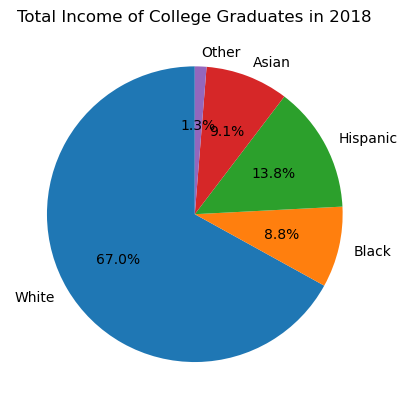 Total Income of College Graduates in 2018
Other
Asian
1.3%
9.1%
Hispanic
13.8%
8.8%
Black
67.0%
White